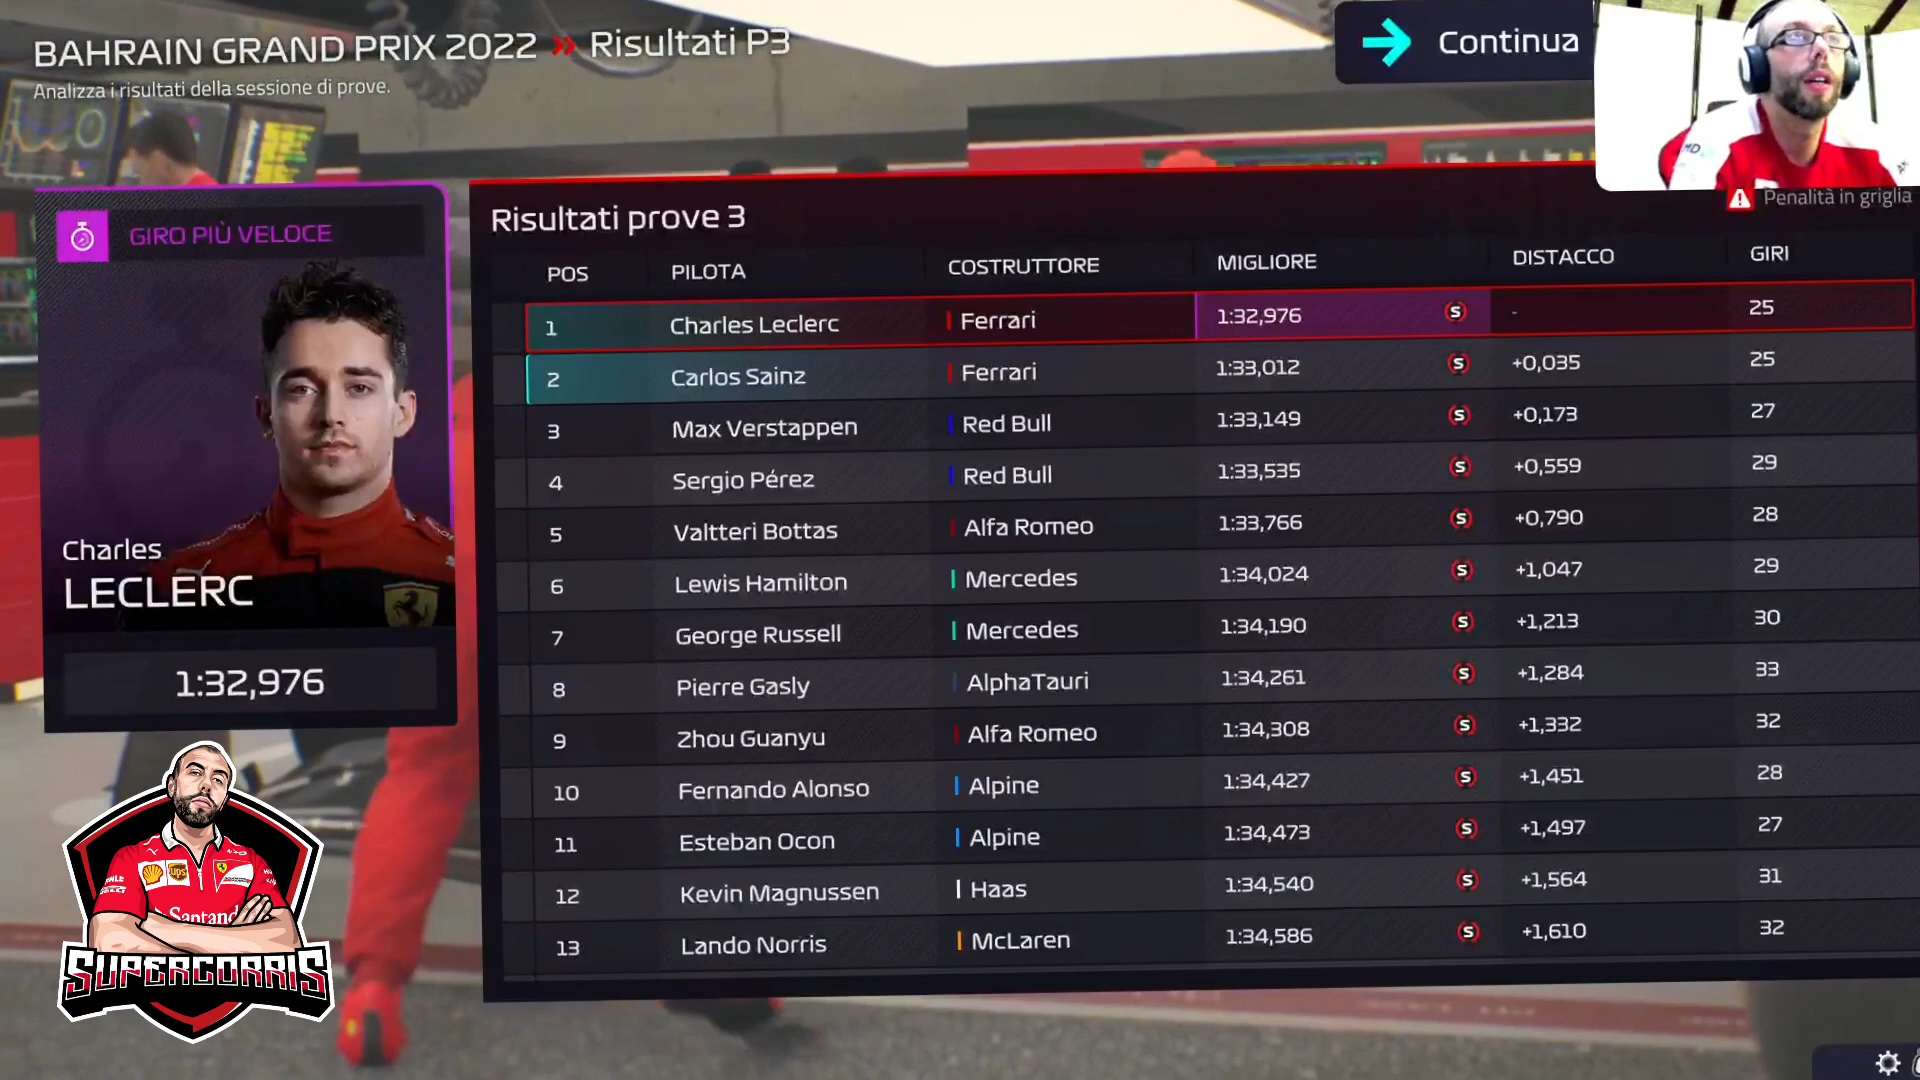 BAHRAIN GRAND PRIX 2022 » Risultati P3
Analizza i risultati della sessione di prove.
Continua
Penalità in griglia
GIRO PIÙ VELOCE
Charles
LECLERC
1:32,976
Risultati prove 3
POS PILOTA COSTRUTTORE MIGLIORE DISTACCO GIRI
1 Charles Leclerc Ferrari 1:32,976 S - 25
2 Carlos Sainz Ferrari 1:33,012 S +0,035 25
3 Max Verstappen Red Bull 1:33,149 S +0,173 27
4 Sergio Pérez Red Bull 1:33,535 S +0,559 29
5 Valtteri Bottas Alfa Romeo 1:33,766 S +0,790 28
6 Lewis Hamilton Mercedes 1:34,024 S +1,047 29
7 George Russell Mercedes 1:34,190 S +1,213 30
8 Pierre Gasly AlphaTauri 1:34,261 S +1,284 33
9 Zhou Guanyu Alfa Romeo 1:34,308 S +1,332 32
10 Fernando Alonso Alpine 1:34,427 S +1,451 28
11 Esteban Ocon Alpine 1:34,473 S +1,497 27
12 Kevin Magnussen Haas 1:34,540 S +1,564 31
13 Lando Norris McLaren 1:34,586 S +1,610 32
ups
Santand
SUPERCORRIS